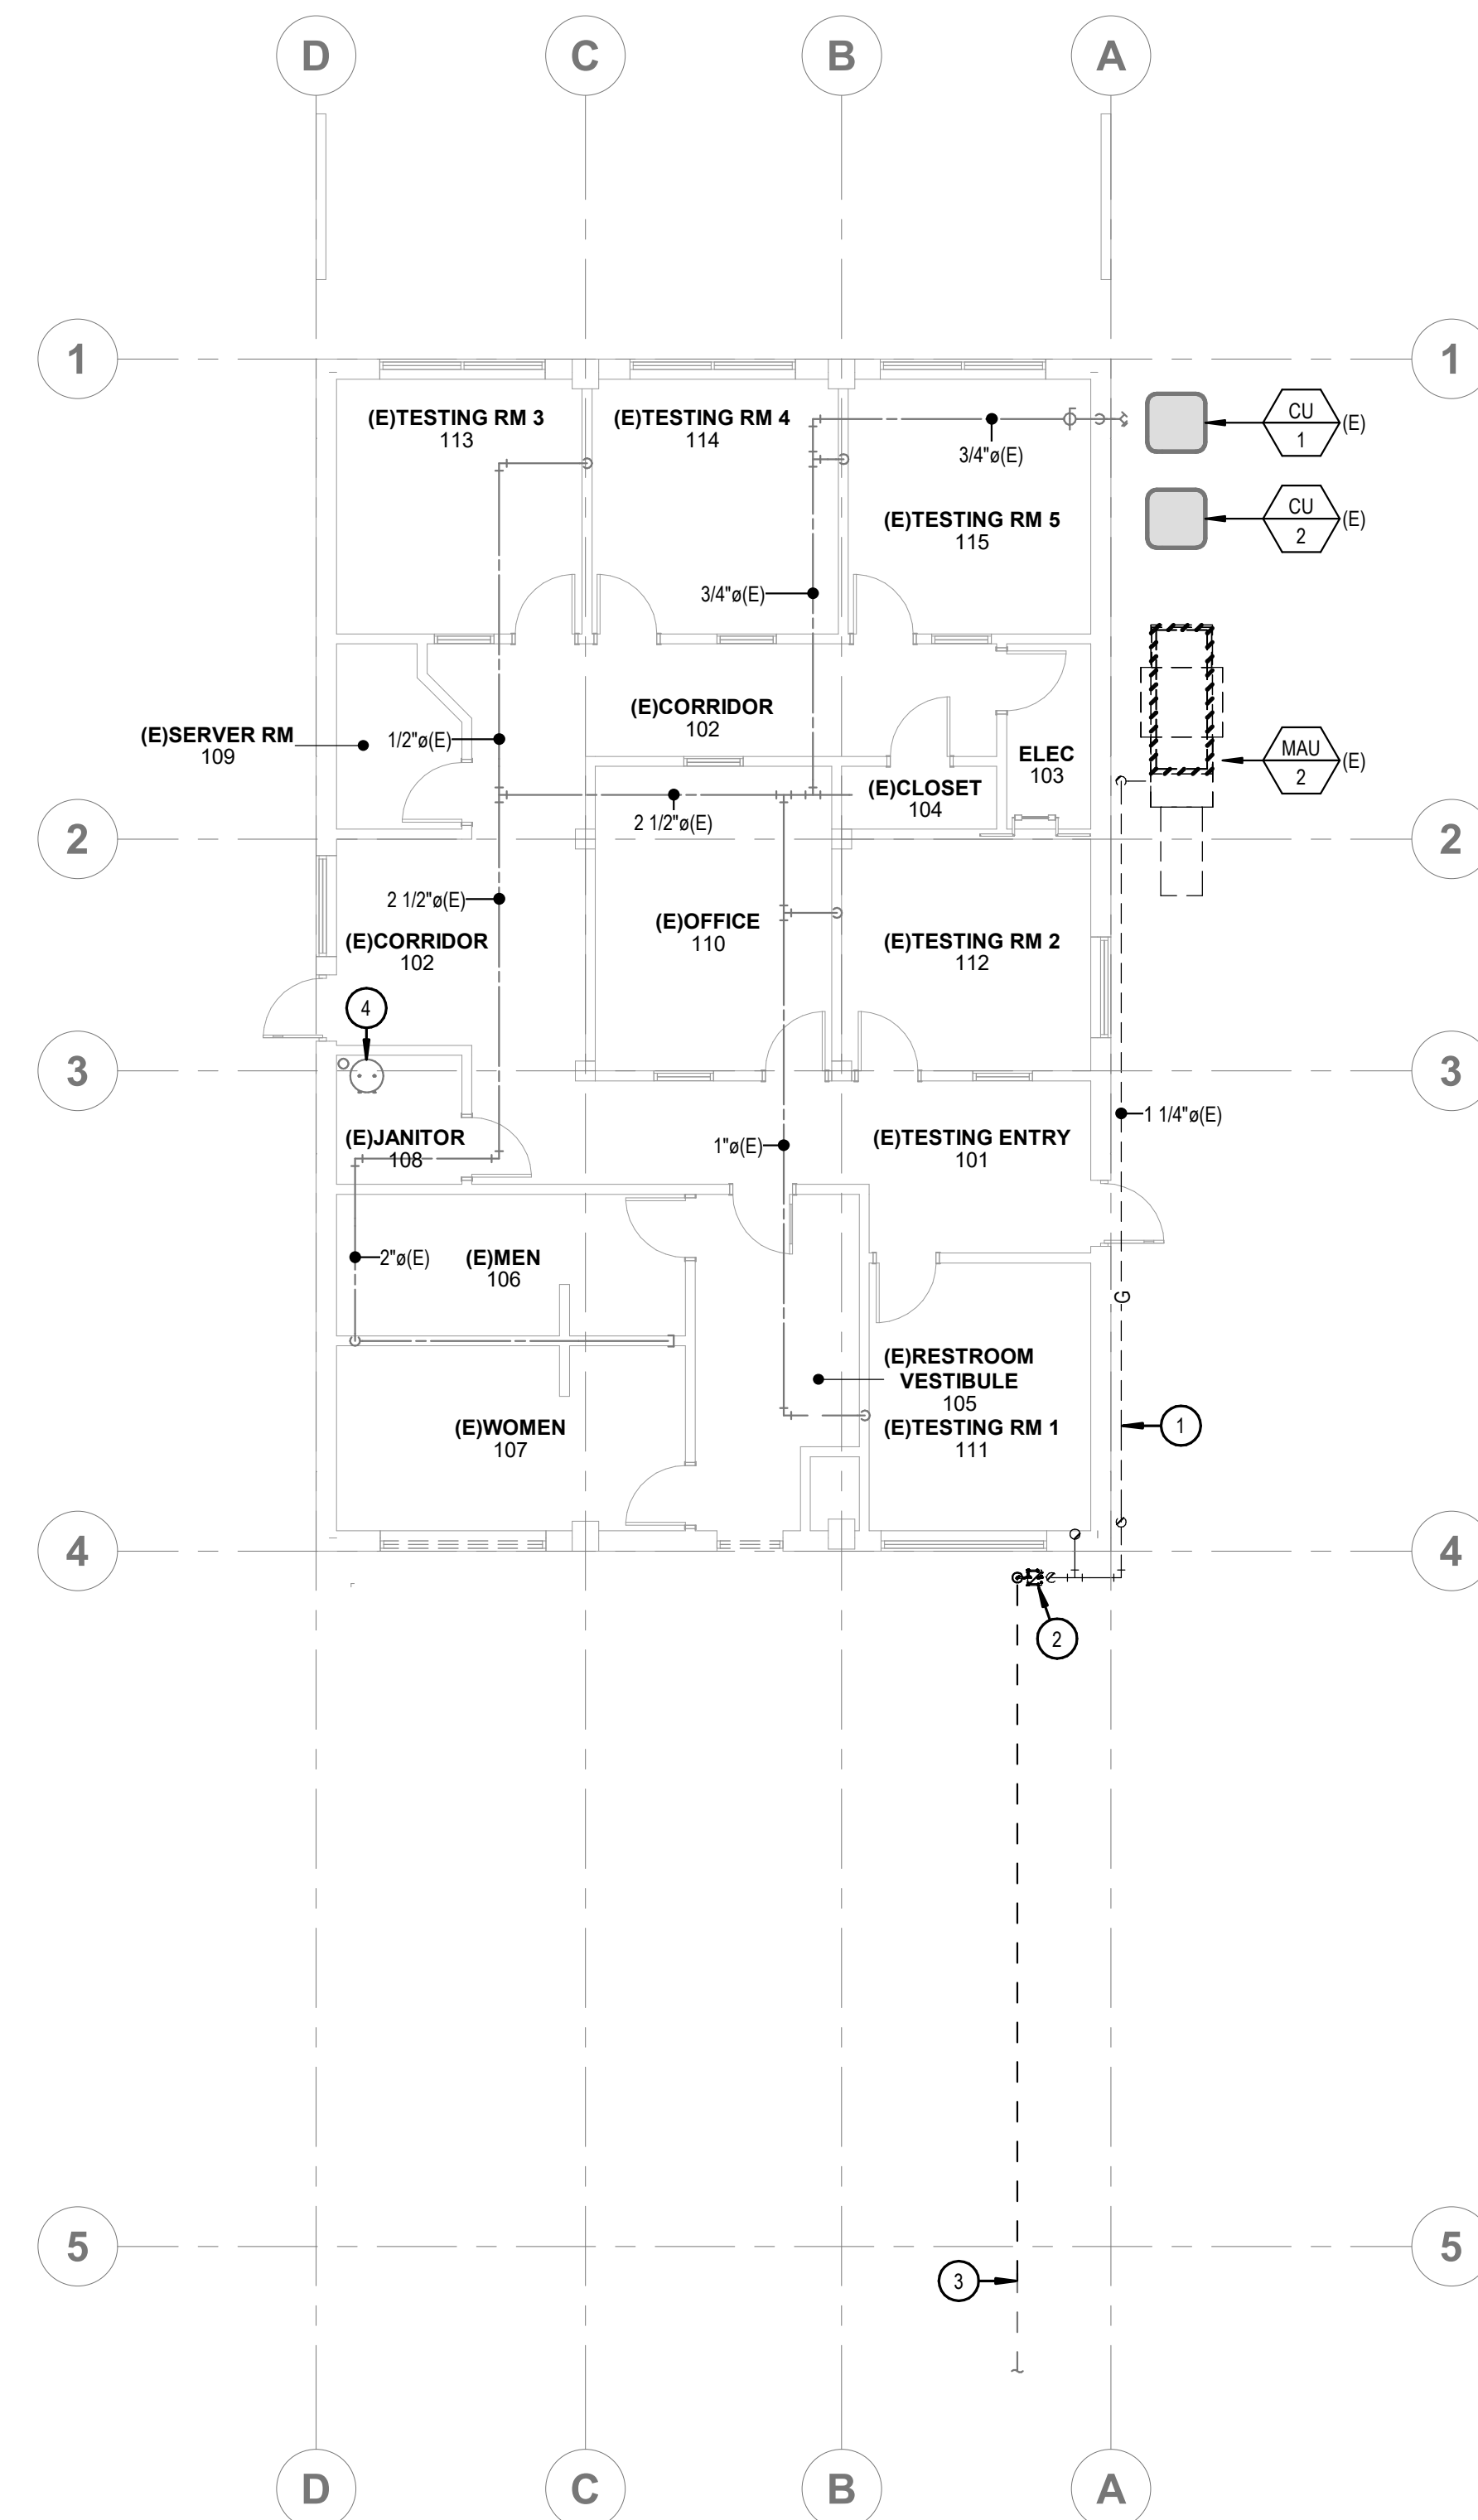 D C B A
1 1
(E)TESTING RM 3
113
(E)TESTING RM 4
114
3/4"ø(E)
CU
1
(E)
(E)TESTING RM 5
115
CU
2
(E)
3/4"ø(E)
(E)SERVER RM
109
1/2"ø(E)
(E)CORRIDOR
102
ELEC
103
MAU
2
(E)
(E)CLOSET
104
2 1/2"ø(E)
2 2
2 1/2"ø(E)
(E)CORRIDOR
102
(E)OFFICE
110
(E)TESTING RM 2
112
4
3 3
(E)JANITOR
108
1"ø(E)
(E)TESTING ENTRY
101
1 1/4"ø(E)
2"ø(E)
(E)MEN
106
G
(E)RESTROOM
VESTIBULE
105
(E)WOMEN
107
(E)TESTING RM 1
111
1
4 4
2
5 5
3
D C B A